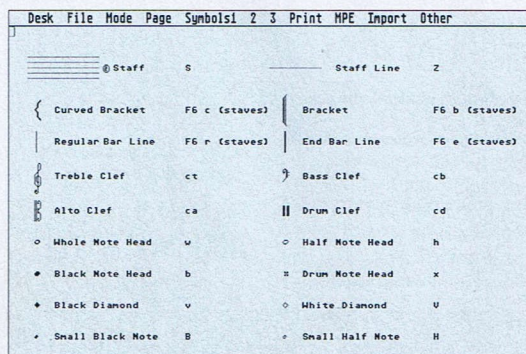 Desk File Mode Page Symbols1 2 3 Print MPE Import Other
Staff S Staff Line Z
Curved Bracket F6 c (staves) Bracket F6 b (staves)
Regular Bar Line F6 r (staves) End Bar Line F6 e (staves)
Treble Clef ct Bass Clef cb
Alto Clef ca Drum Clef cd
Whole Note Head w Half Note Head h
Black Note Head b Drum Note Head x
Black Diamond v White Diamond V
Small Black Note B Small Half Note H